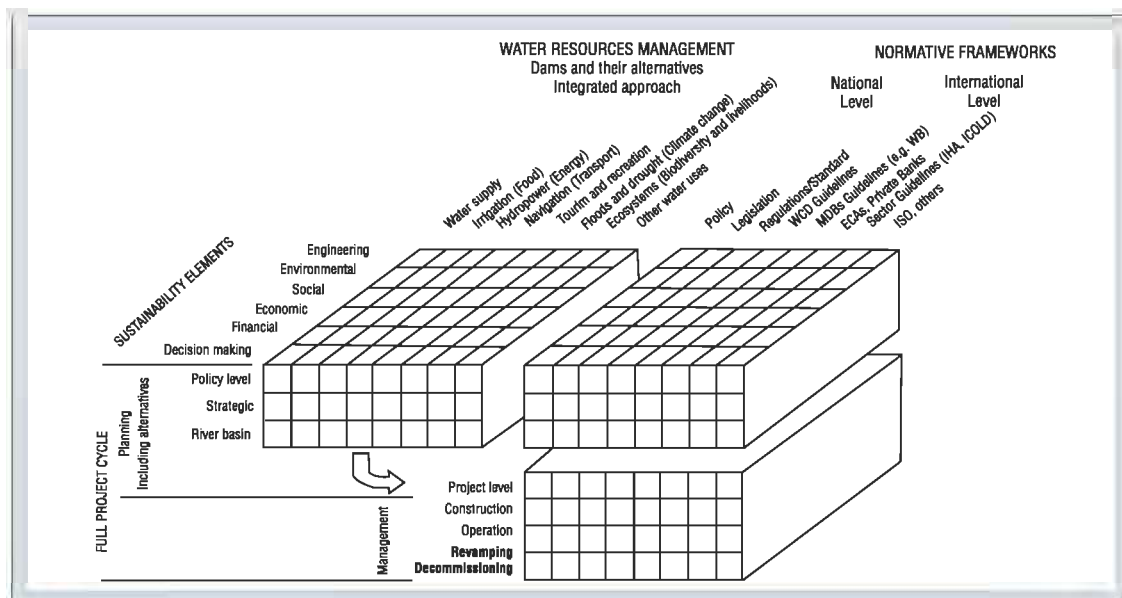 WATER RESOURCES MANAGEMENT
Dams and their alternatives
Integrated approach
NORMATIVE FRAMEWORKS
National
Level
International
Level
Water supply
Irrigation (Food)
Hydropower (Energy)
Navigation (Transport)
Tourlm and recreation
Floods and drought (Climate change)
Ecosystems (Biodiversity and livelihoods)
Other water uses
Policy
Legislation
Regulations/Standard
WCD Guidelines
MDBs Guidelines (e.g. WB)
ECAs, Private Banks
Sector Guidelines (IHA, ICOLD)
ISO, others
SUSTAINABILITY ELEMENTS
Engineering
Environmental
Social
Economic
Financial
Decision making
FULL PROJECT CYCLE
Planning
Including alternatives
Policy level
Strategic
River basin
Management
Project level
Construction
Operation
Revamping
Decommissioning